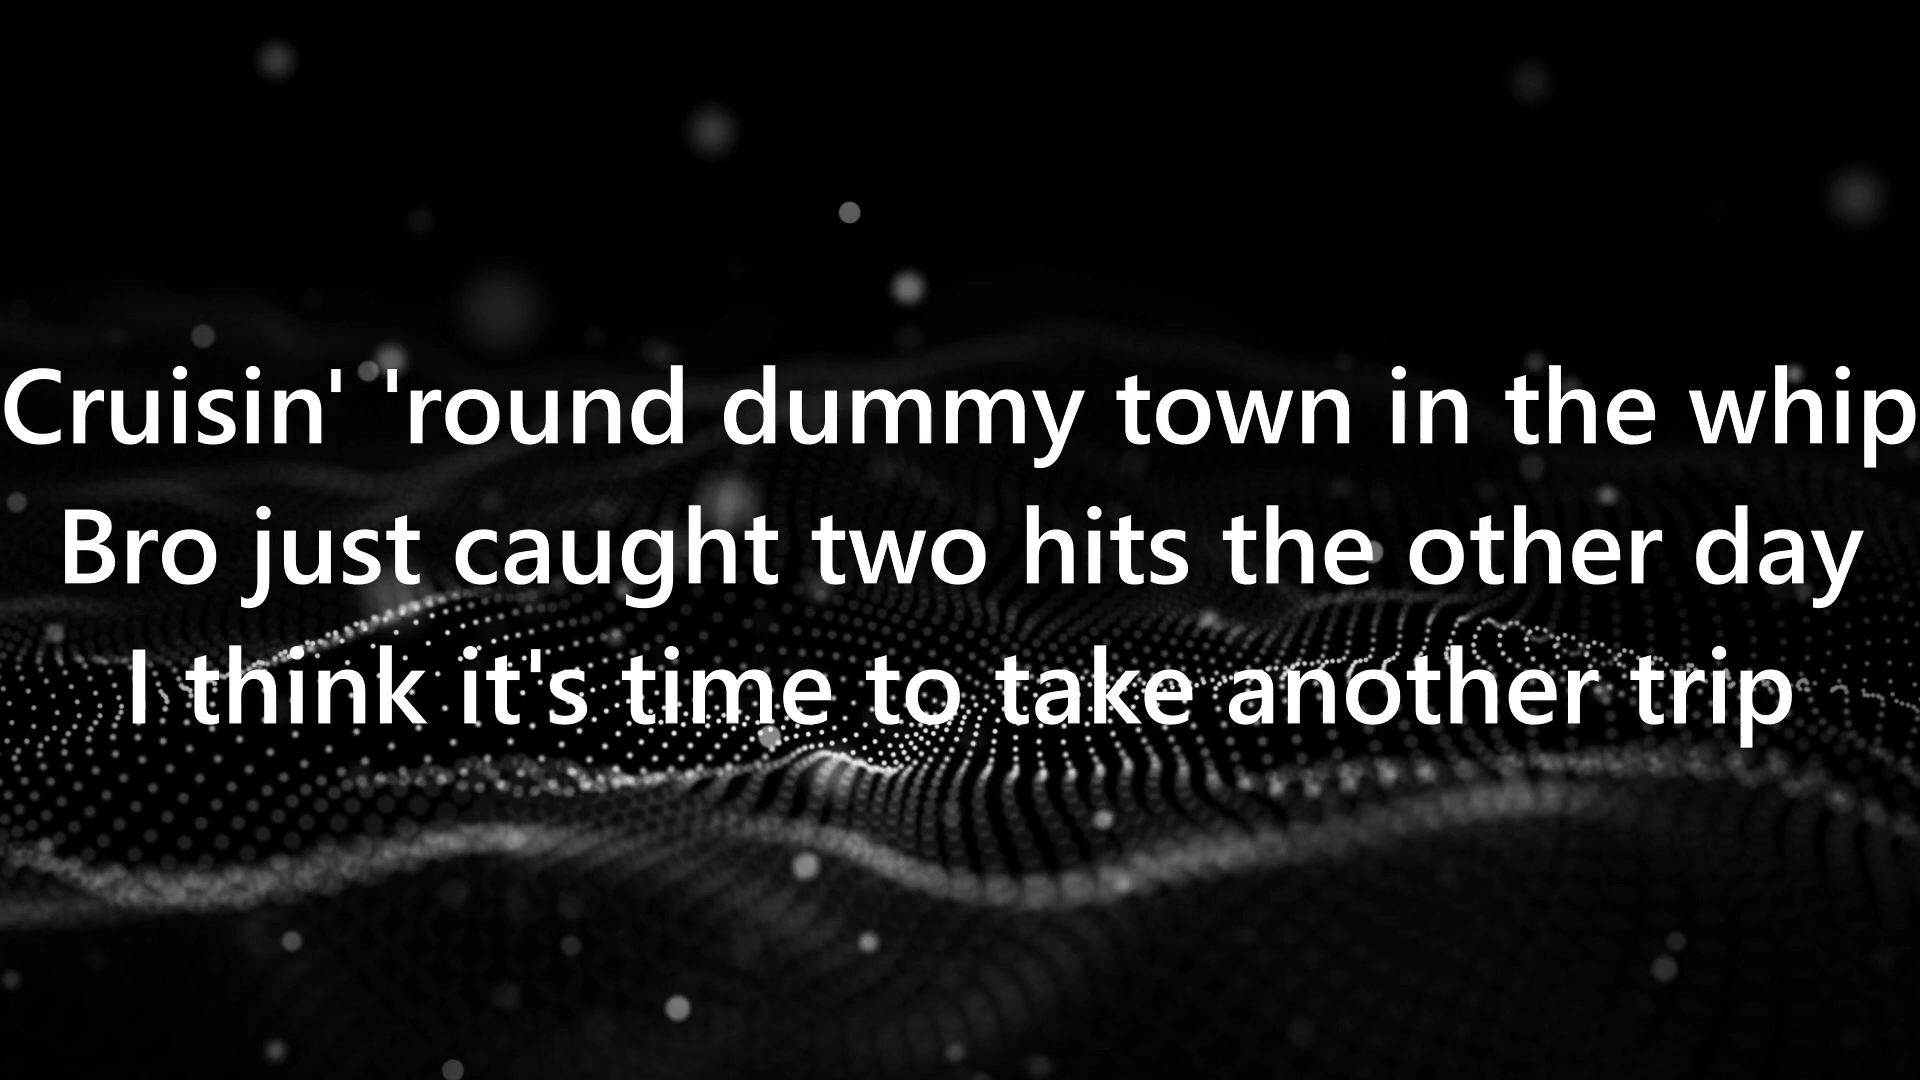 Cruisin' 'round dummy town in the whip
Bro just caught two hits the other day
I think it's time to take another trip